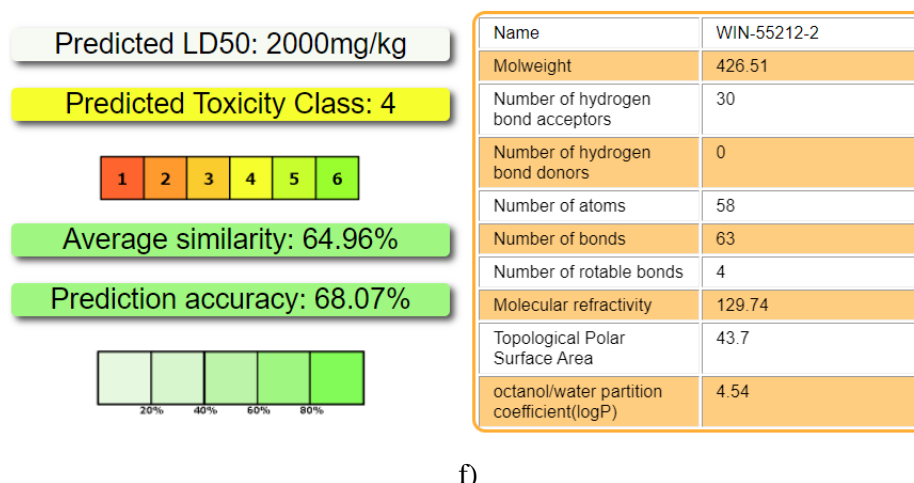 Predicted LD50: 2000mg/kg
Predicted Toxicity Class: 4
1 2 3 4 5 6
Average similarity: 64.96%
Prediction accuracy: 68.07%
20% 40% 60% 80%
Name WIN-55212-2
Molweight 426.51
Number of hydrogen
bond acceptors 30
Number of hydrogen
bond donors 0
Number of atoms 58
Number of bonds 63
Number of rotable bonds 4
Molecular refractivity 129.74
Topological Polar
Surface Area 43.7
octanol/water partition
coefficient(logP) 4.54
f)